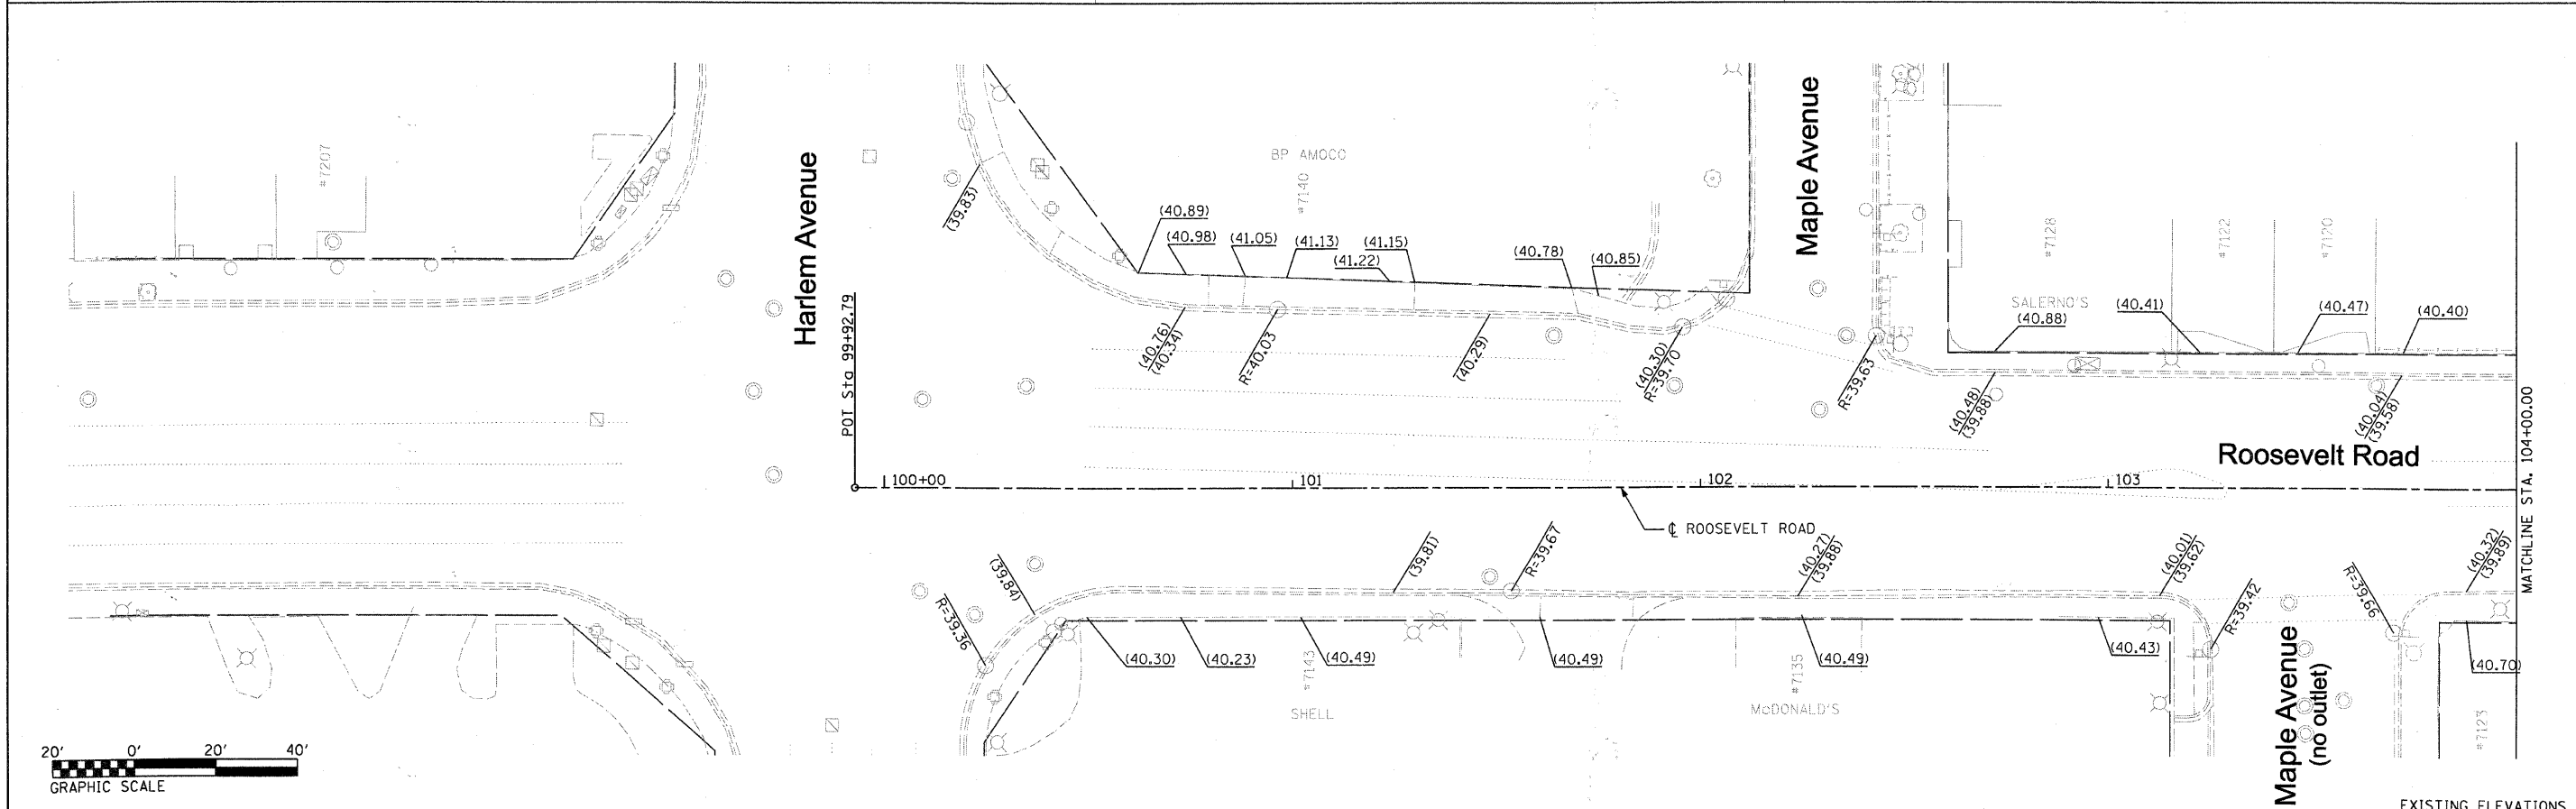 #7207
Harlem Avenue
POT Sta 99+92.79
(39.83)
BP AMOCO
#7140
(40.89)
(40.98)
(41.05)
(41.13)
(41.22)
(41.15)
(40.78)
(40.85)
(40.76)
(40.34)
R=40.03
(40.29)
(40.30)
R=39.70
Maple Avenue
R=39.63
#7128
#7122
#7120
SALERNO'S
(40.88)
(40.41)
(40.47)
(40.40)
(40.48)
(39.88)
(40.04)
(39.58)
Roosevelt Road
MATCHLINE STA. 104+00.00
100+00
101
102
103
℄ ROOSEVELT ROAD
R=39.36
(39.84)
(39.81)
R=39.67
(40.27)
(39.88)
(40.01)
(39.62)
R=39.42
R=39.66
(40.32)
(39.89)
(40.30)
(40.23)
(40.49)
(40.49)
(40.49)
(40.43)
(40.70)
#7143
SHELL
#7135
McDONALD'S
Maple Avenue
(no outlet)
#7123
20' 0' 20' 40'
GRAPHIC SCALE
EXISTING ELEVATIONS